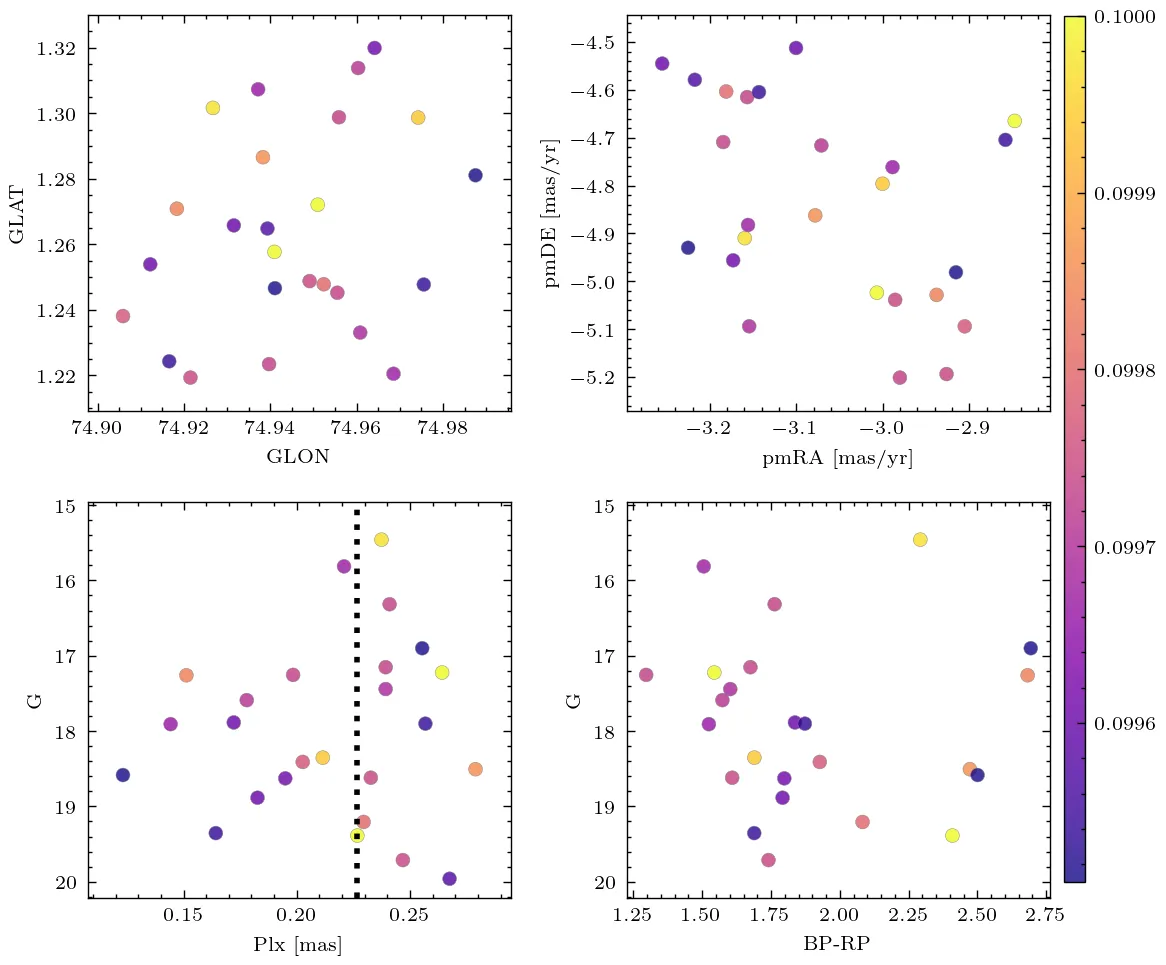 1.32
1.30
1.28
1.26
1.24
1.22
GLAT
74.90 74.92 74.94 74.96 74.98
GLON
−4.5
−4.6
−4.7
−4.8
−4.9
−5.0
−5.1
−5.2
pmDE [mas/yr]
−3.2 −3.1 −3.0 −2.9
pmRA [mas/yr]
15
16
17
18
19
20
G
0.15 0.20 0.25
Plx [mas]
15
16
17
18
19
20
G
1.25 1.50 1.75 2.00 2.25 2.50 2.75
BP-RP
0.1000
0.0999
0.0998
0.0997
0.0996